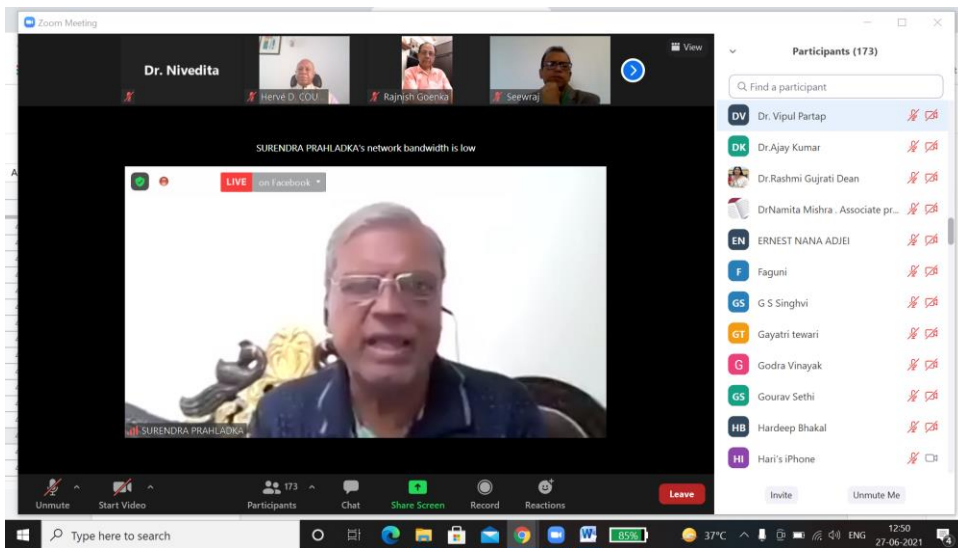 Zoom Meeting
View
Dr. Nivedita
Hervé D. COU...
Rajnish Goenka
Seewraj
SURENDRA PRAHLADKA's network bandwidth is low
LIVE on Facebook
SURENDRA PRAHLADKA
Participants (173)
Find a participant
DV Dr. Vipul Partap
DK Dr.Ajay Kumar
Dr.Rashmi Gujrati Dean
DrNamita Mishra . Associate pr...
EN ERNEST NANA ADJEI
F Faguni
GS G S Singhvi
GT Gayatri tewari
G Godra Vinayak
GS Gourav Sethi
HB Hardeep Bhakal
HI Hari's iPhone
Invite Unmute Me
Unmute
Start Video
173
Participants
Chat
Share Screen
Record
Reactions
Leave
Type here to search
85%
37°C
ENG
12:50
27-06-2021
4